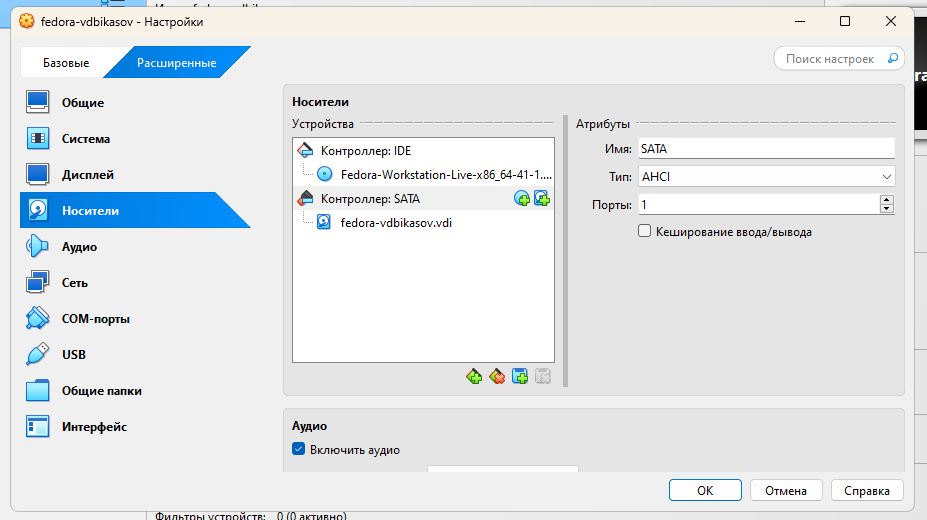 fedora-vdbikasov - Настройки
Базовые
Расширенные
Поиск настроек
Общие
Система
Дисплей
Носители
Аудио
Сеть
COM-порты
USB
Общие папки
Интерфейс
Носители
Устройства
Контроллер: IDE
Fedora-Workstation-Live-x86_64-41-1....
Контроллер: SATA
fedora-vdbikasov.vdi
Атрибуты
Имя: SATA
Тип: AHCI
Порты: 1
Кеширование ввода/вывода
Аудио
Включить аудио
OK
Отмена
Справка
Фильтры устройств: 0 (0 активно)